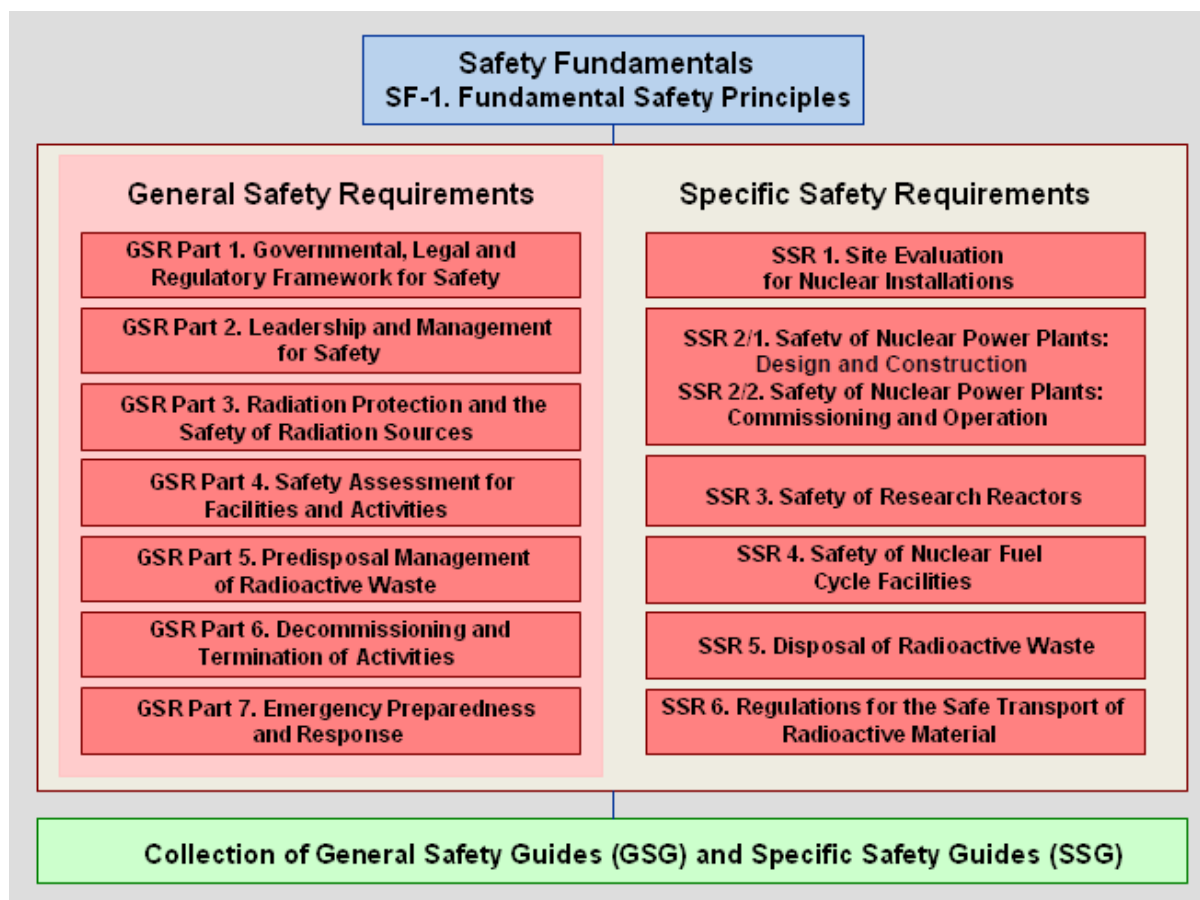 Safety Fundamentals
SF-1. Fundamental Safety Principles
General Safety Requirements
GSR Part 1. Governmental, Legal and
Regulatory Framework for Safety
GSR Part 2. Leadership and Management
for Safety
GSR Part 3. Radiation Protection and the
Safety of Radiation Sources
GSR Part 4. Safety Assessment for
Facilities and Activities
GSR Part 5. Predisposal Management
of Radioactive Waste
GSR Part 6. Decommissioning and
Termination of Activities
GSR Part 7. Emergency Preparedness
and Response
Specific Safety Requirements
SSR 1. Site Evaluation
for Nuclear Installations
SSR 2/1. Safety of Nuclear Power Plants:
Design and Construction
SSR 2/2. Safety of Nuclear Power Plants:
Commissioning and Operation
SSR 3. Safety of Research Reactors
SSR 4. Safety of Nuclear Fuel
Cycle Facilities
SSR 5. Disposal of Radioactive Waste
SSR 6. Regulations for the Safe Transport of
Radioactive Material
Collection of General Safety Guides (GSG) and Specific Safety Guides (SSG)